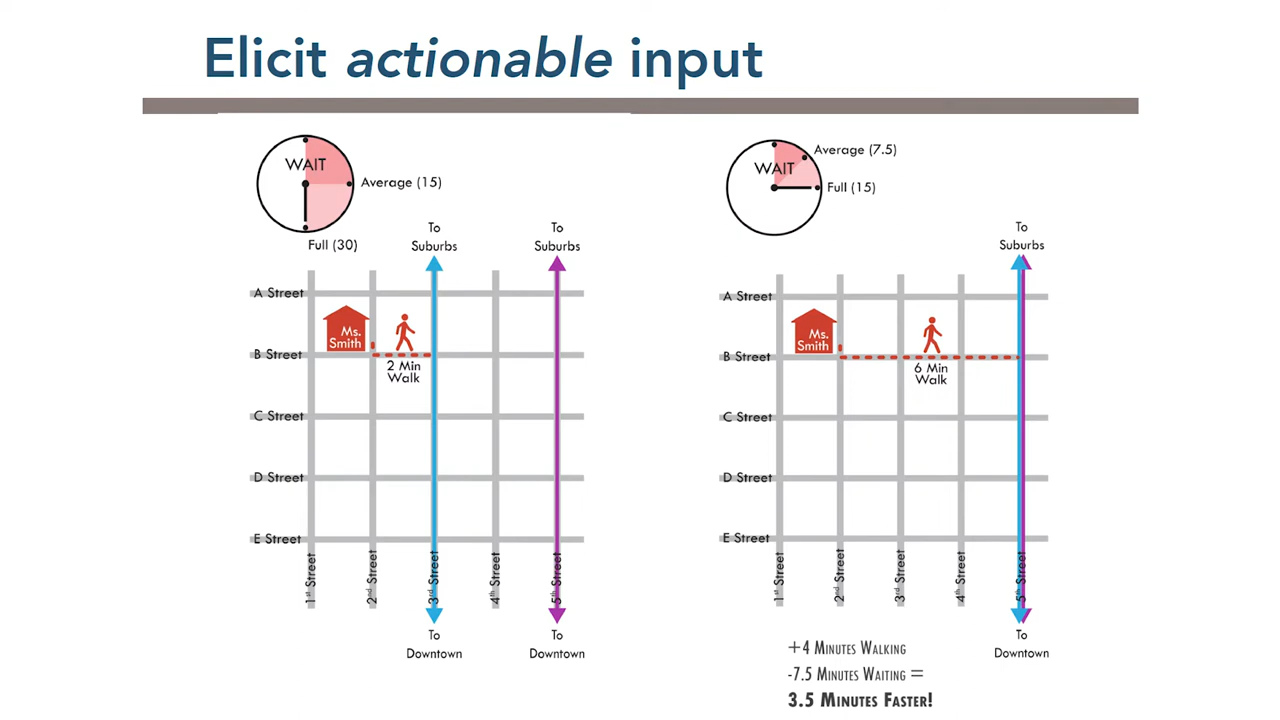 Elicit actionable input
WAIT
Average (15)
Full (30)
To
Suburbs
To
Suburbs
A Street
Ms.
Smith
B Street
2 Min
Walk
C Street
D Street
E Street
1st Street
2nd Street
3rd Street
4th Street
5th Street
To
Downtown
To
Downtown
WAIT
Average (7.5)
Full (15)
To
Suburbs
A Street
Ms.
Smith
B Street
6 Min
Walk
C Street
D Street
E Street
1st Street
2nd Street
3rd Street
4th Street
5th Street
To
Downtown
+4 Minutes Walking
-7.5 Minutes Waiting =
3.5 Minutes Faster!